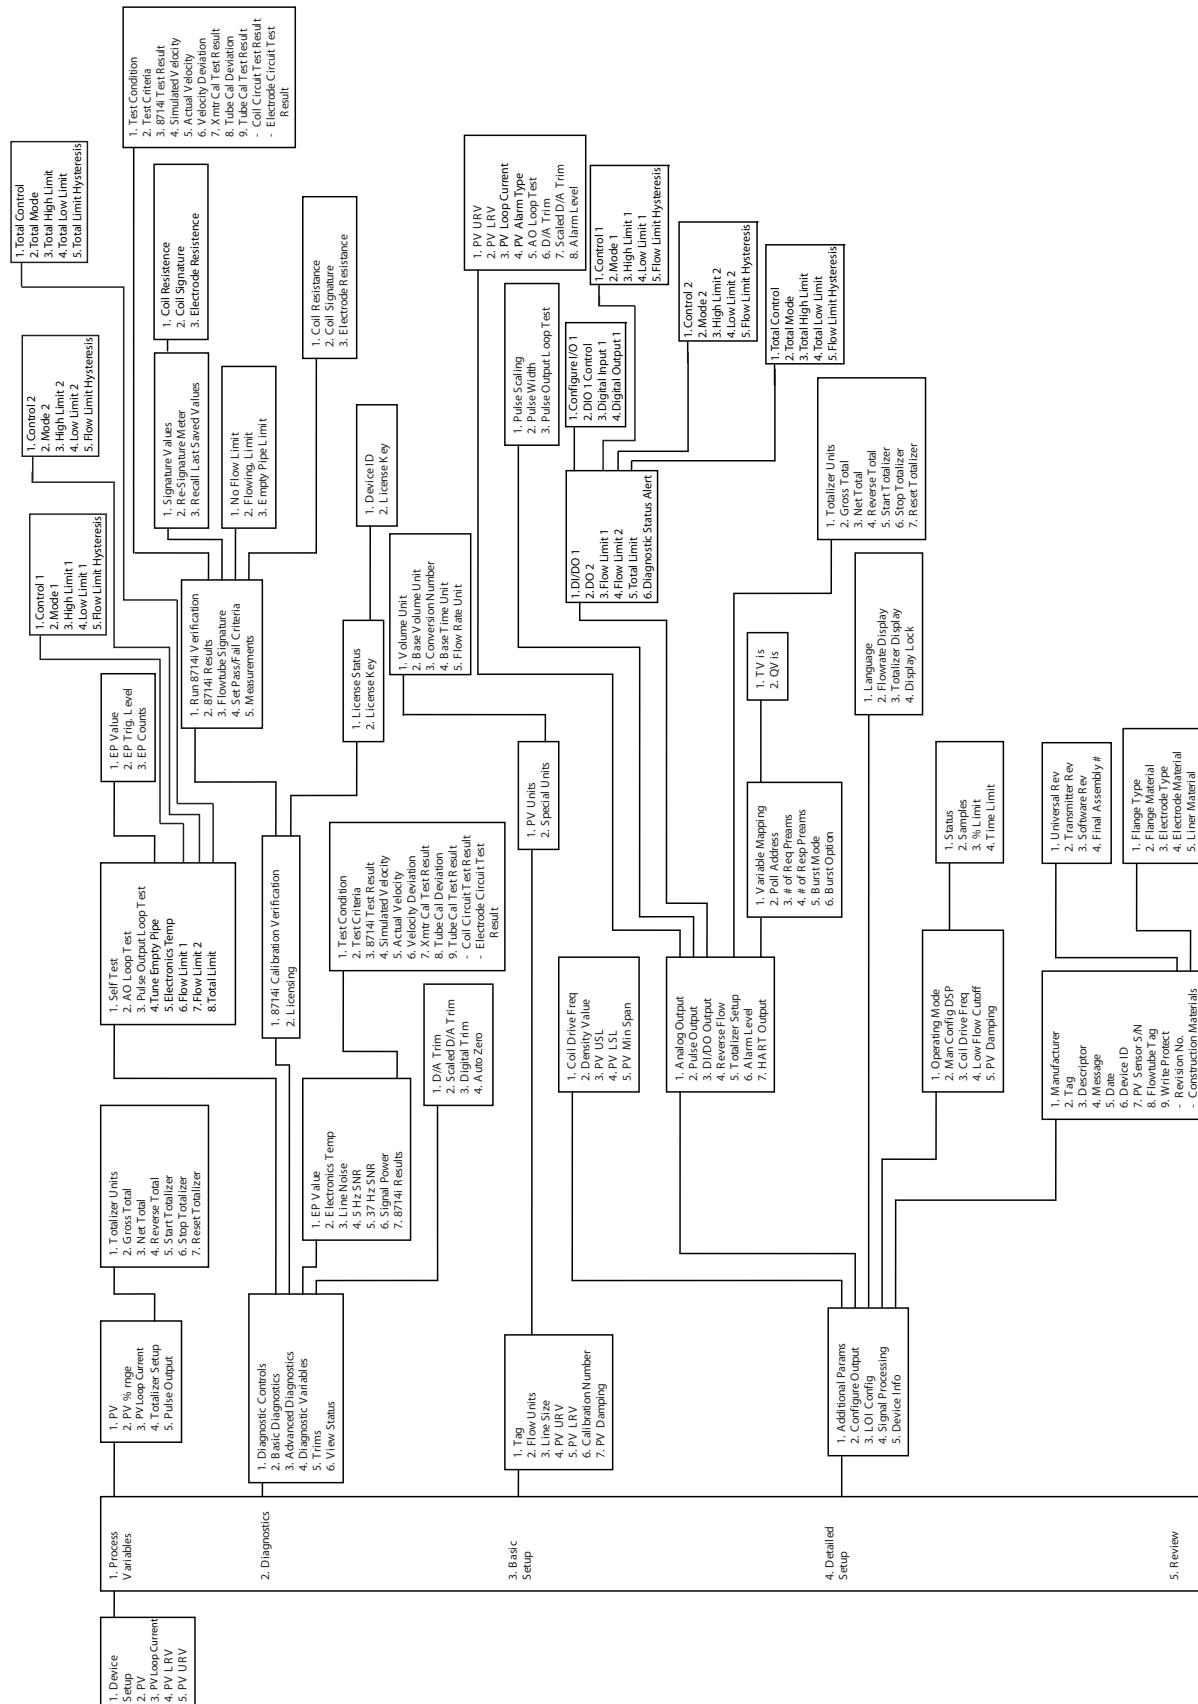 1. Device
Setup
2. PV
3. PV Loop Current
4. PV LRV
5. PV URV
1. Process
Variables
2. Diagnostics
3. Basic
Setup
4. Detailed
Setup
5. Review
1. PV
2. PV % rnge
3. PV Loop Current
4. Totalizer Setup
5. Pulse Output
1. Totalizer Units
2. Gross Total
3. Net Total
4. Reverse Total
5. Start Totalizer
6. Stop Totalizer
7. Reset Totalizer
1. Diagnostic Controls
2. Basic Diagnostics
3. Advanced Diagnostics
4. Diagnostic Variables
5. Trims
6. View Status
1. Self Test
2. AO Loop Test
3. Pulse Output Loop Test
4. Tune Empty Pipe
5. Electronics Temp
6. Flow Limit 1
7. Flow Limit 2
8. Total Limit
1. EP Value
2. EP Trig. Level
3. EP Counts
1. Control 1
2. Mode 1
3. High Limit 1
4. Low Limit 1
5. Flow Limit Hysteresis
1. Control 2
2. Mode 2
3. High Limit 2
4. Low Limit 2
5. Flow Limit Hysteresis
1. Total Control
2. Total Mode
3. Total High Limit
4. Total Low Limit
5. Total Limit Hysteresis
1. 8714i Calibration Verification
2. Licensing
1. Run 8714i Verification
2. 8714i Results
3. Flowtube Signature
4. Set Pass/Fail Criteria
5. Measurements
1. Test Condition
2. Test Criteria
3. 8714i Test Result
4. Simulated Velocity
5. Actual Velocity
6. Velocity Deviation
7. Xmtr Cal Test Result
8. Tube Cal Deviation
9. Tube Cal Test Result
- Coil Circuit Test Result
- Electrode Circuit Test
Result
1. Signature Values
2. Re-Signature Meter
3. Recall Last Saved Values
1. Coil Resistence
2. Coil Signature
3. Electrode Resistence
1. No Flow Limit
2. Flowing, Limit
3. Empty Pipe Limit
1. Coil Resistance
2. Coil Signature
3. Electrode Resistance
1. License Status
2. License Key
1. Device ID
2. License Key
1. EP Value
2. Electronics Temp
3. Line Noise
4. 5 Hz SNR
5. 37 Hz SNR
6. Signal Power
7. 8714i Results
1. Test Condition
2. Test Criteria
3. 8714i Test Result
4. Simulated Velocity
5. Actual Velocity
6. Velocity Deviation
7. Xmtr Cal Test Result
8. Tube Cal Deviation
9. Tube Cal Test Result
- Coil Circuit Test Result
- Electrode Circuit Test
Result
1. D/A Trim
2. Scaled D/A Trim
3. Digital Trim
4. Auto Zero
1. Tag
2. Flow Units
3. Line Size
4. PV URV
5. PV LRV
6. Calibration Number
7. PV Damping
1. PV Units
2. Special Units
1. Volume Unit
2. Base Volume Unit
3. Conversion Number
4. Base Time Unit
5. Flow Rate Unit
1. Additional Params
2. Configure Output
3. LOI Config
4. Signal Processing
5. Device Info
1. Coil Drive Freq
2. Density Value
3. PV USL
4. PV LSL
5. PV Min Span
1. Analog Output
2. Pulse Output
3. DI/DO Output
4. Reverse Flow
5. Totalizer Setup
6. Alarm Level
7. HART Output
1. PV URV
2. PV LRV
3. PV Loop Current
4. PV Alarm Type
5. AO Loop Test
6. D/A Trim
7. Scaled D/A Trim
8. Alarm Level
1. Pulse Scaling
2. Pulse Width
3. Pulse Output Loop Test
1. DI/DO 1
2. DO 2
3. Flow Limit 1
4. Flow Limit 2
5. Total Limit
6. Diagnostic Status Alert
1. Configure I/O 1
2. DIO 1 Control
3. Digital Input 1
4. Digital Output 1
1. Control 1
2. Mode 1
3. High Limit 1
4. Low Limit 1
5. Flow Limit Hysteresis
1. Control 2
2. Mode 2
3. High Limit 2
4. Low Limit 2
5. Flow Limit Hysteresis
1. Total Control
2. Total Mode
3. Total High Limit
4. Total Low Limit
5. Flow Limit Hysteresis
1. Totalizer Units
2. Gross Total
3. Net Total
4. Reverse Total
5. Start Totalizer
6. Stop Totalizer
7. Reset Totalizer
1. Variable Mapping
2. Poll Address
3. # of Req Preams
4. # of Resp Preams
5. Burst Mode
6. Burst Option
1. TV is
2. QV is
1. Language
2. Flowrate Display
3. Totalizer Display
4. Display Lock
1. Operating Mode
2. Man Config DSP
3. Coil Drive Freq
4. Low Flow Cutoff
5. PV Damping
1. Status
2. Samples
3. % Limit
4. Time Limit
1. Manufacturer
2. Tag
3. Descriptor
4. Message
5. Date
6. Device ID
7. PV Sensor S/N
8. Flowtube Tag
9. Write Protect
- Revision No.
- Construction Materials
1. Universal Rev
2. Transmitter Rev
3. Software Rev
4. Final Assembly #
1. Flange Type
2. Flange Material
3. Electrode Type
4. Electrode Material
5. Liner Material